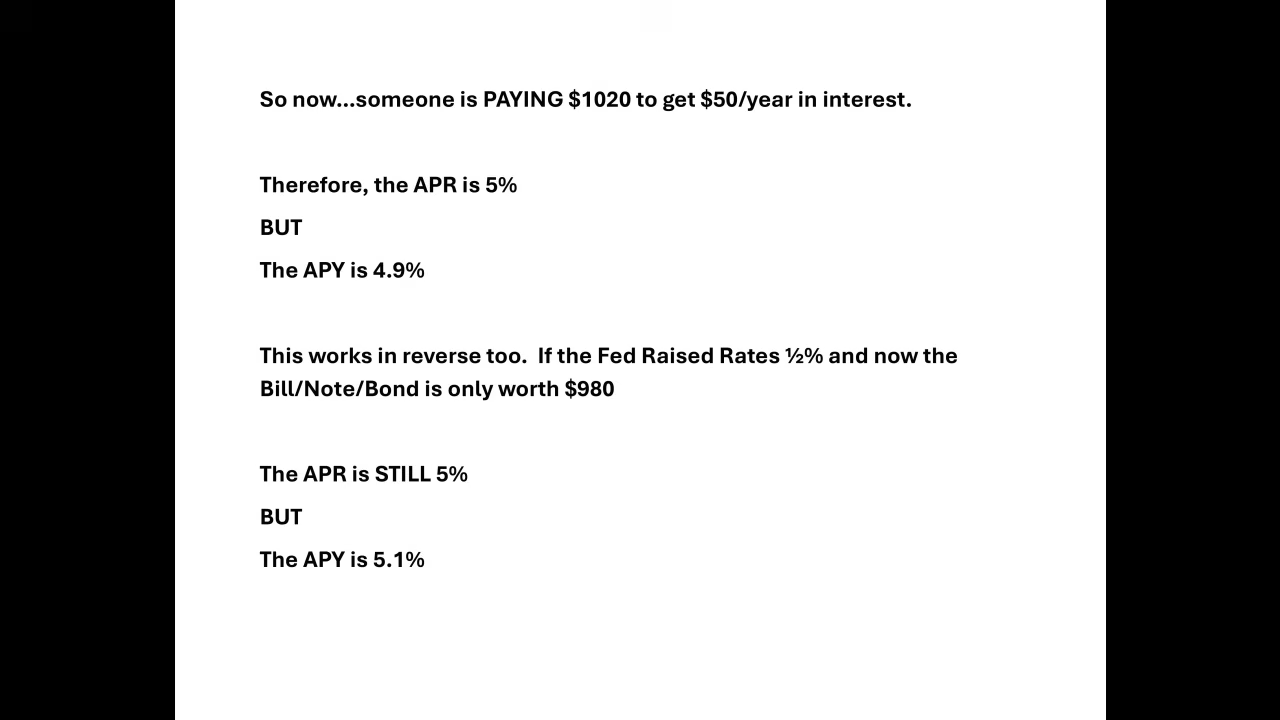 So now...someone is PAYING $1020 to get $50/year in interest.
Therefore, the APR is 5%
BUT
The APY is 4.9%
This works in reverse too.  If the Fed Raised Rates ½% and now the
Bill/Note/Bond is only worth $980
The APR is STILL 5%
BUT
The APY is 5.1%